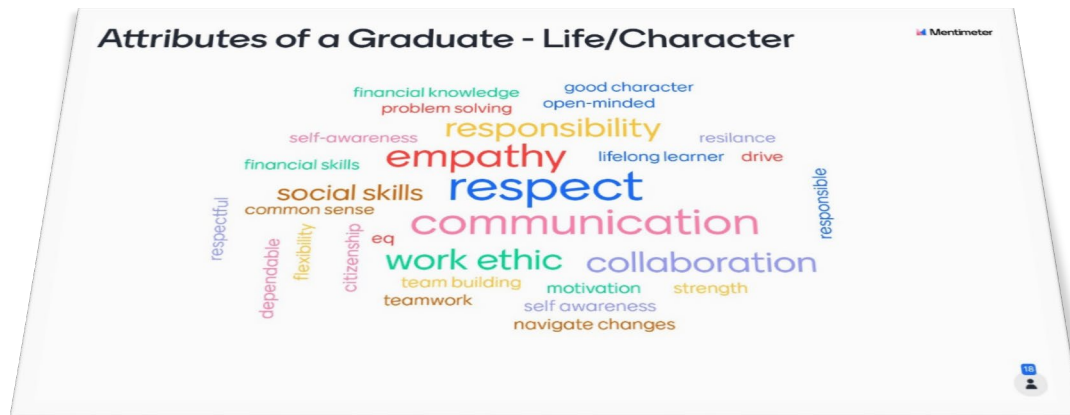 Attributes of a Graduate - Life/Character
Mentimeter
financial knowledge
good character
problem solving
open-minded
responsibility
self-awareness
resilance
empathy
lifelong learner
drive
financial skills
respect
social skills
responsible
common sense
respectful
communication
eq
flexibility
citizenship
dependable
work ethic
collaboration
team building
motivation
strength
teamwork
self awareness
navigate changes
18